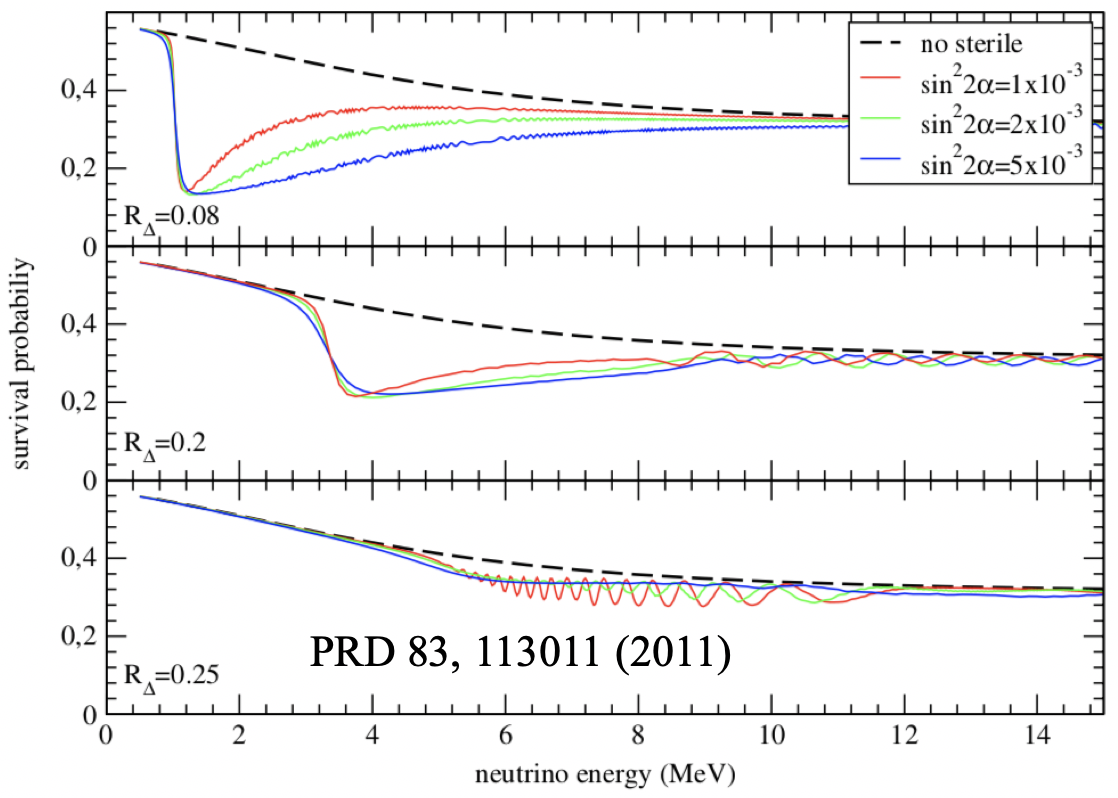 no sterile
sin²2α=1x10⁻³
sin²2α=2x10⁻³
sin²2α=5x10⁻³
0,4
0,2
R_Δ=0.08
0
0,4
0,2
R_Δ=0.2
0
0,4
0,2
PRD 83, 113011 (2011)
R_Δ=0.25
0
0 2 4 6 8 10 12 14
neutrino energy (MeV)
survival probabiliy